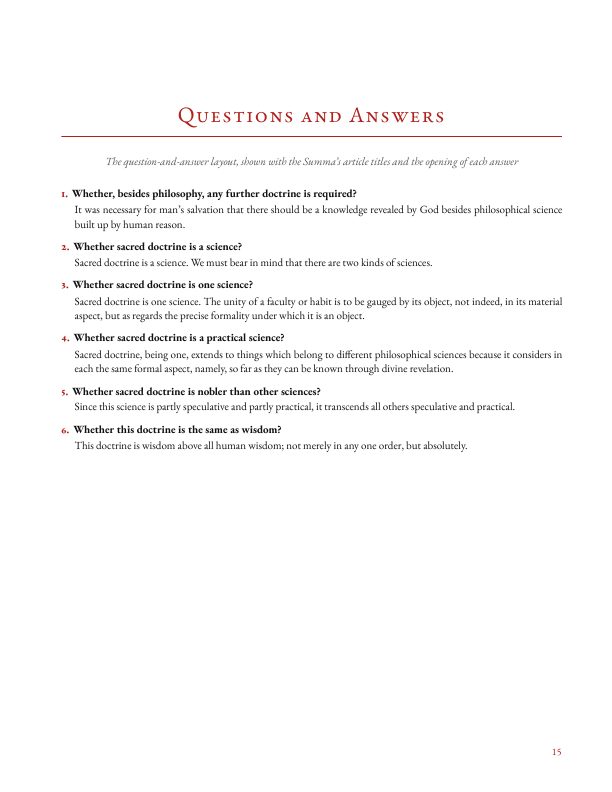 Questions and Answers
The question-and-answer layout, shown with the Summa's article titles and the opening of each answer
1. Whether, besides philosophy, any further doctrine is required?
It was necessary for man's salvation that there should be a knowledge revealed by God besides philosophical science
built up by human reason.
2. Whether sacred doctrine is a science?
Sacred doctrine is a science. We must bear in mind that there are two kinds of sciences.
3. Whether sacred doctrine is one science?
Sacred doctrine is one science. The unity of a faculty or habit is to be gauged by its object, not indeed, in its material
aspect, but as regards the precise formality under which it is an object.
4. Whether sacred doctrine is a practical science?
Sacred doctrine, being one, extends to things which belong to different philosophical sciences because it considers in
each the same formal aspect, namely, so far as they can be known through divine revelation.
5. Whether sacred doctrine is nobler than other sciences?
Since this science is partly speculative and partly practical, it transcends all others speculative and practical.
6. Whether this doctrine is the same as wisdom?
This doctrine is wisdom above all human wisdom; not merely in any one order, but absolutely.
15